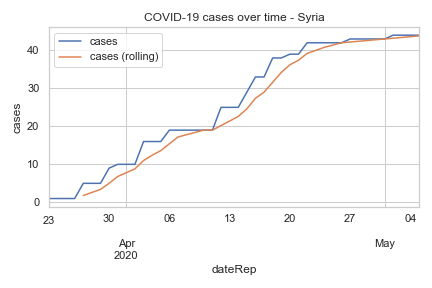 COVID-19 cases over time - Syria
cases
cases (rolling)
cases
40
30
20
10
0
23 30 06 13 20 27 04
Apr May
2020
dateRep